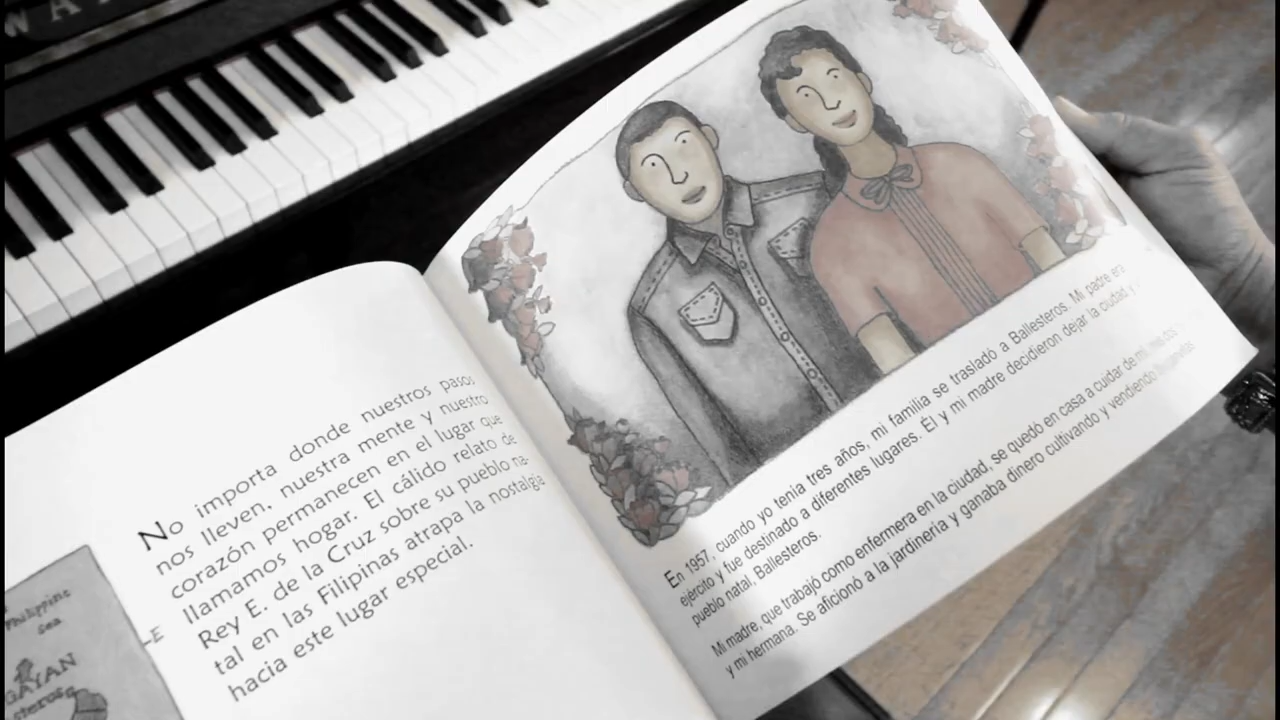 No importa donde nuestros pasos
nos lleven, nuestra mente y nuestro
corazón permanecen en el lugar que
llamamos hogar. El cálido relato de
Rey E. de la Cruz sobre su pueblo na-
tal en las Filipinas atrapa la nostalgia
hacia este lugar especial.
Philippine
Sea
GAYAN
steros
E
En 1957, cuando yo tenía tres años, mi familia se trasladó a Ballesteros. Mi padre era
ejército y fue destinado a diferentes lugares. Él y mi madre decidieron dejar la ciudad y
pueblo natal, Ballesteros.
Mi madre, que trabajó como enfermera en la ciudad, se quedó en casa a cuidar de mí,
y mi hermana. Se aficionó a la jardinería y ganaba dinero cultivando y vendiendo